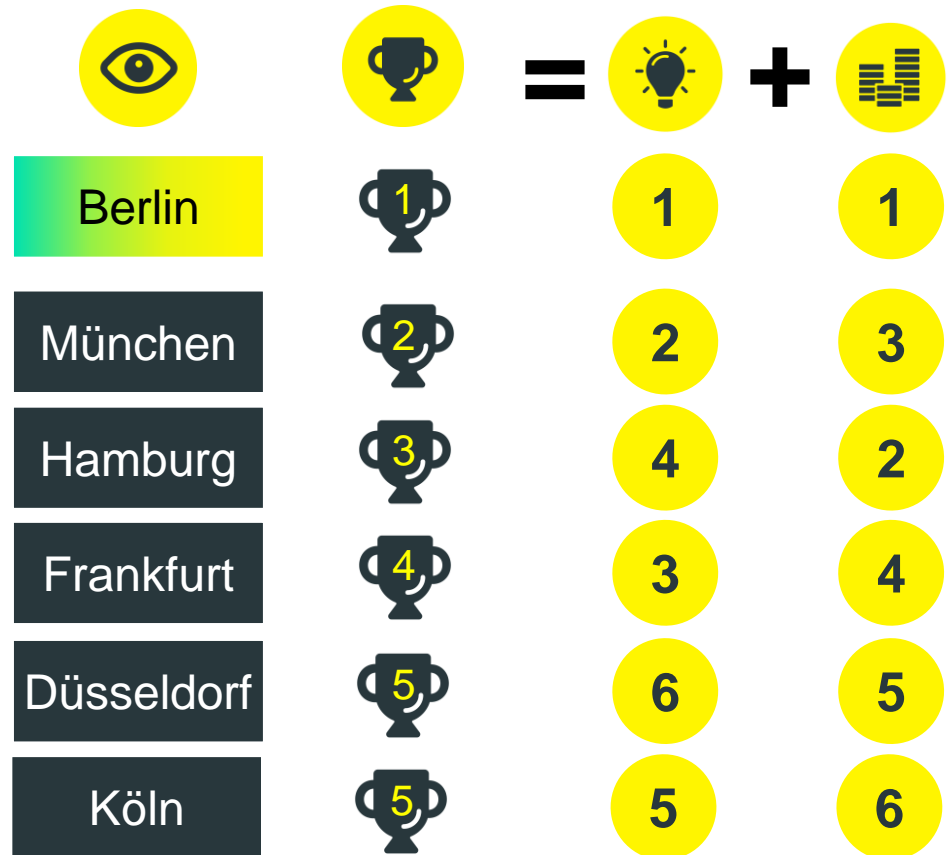 = +
Berlin 1 1 1
München 2 2 3
Hamburg 3 4 2
Frankfurt 4 3 4
Düsseldorf 5 6 5
Köln 5 5 6